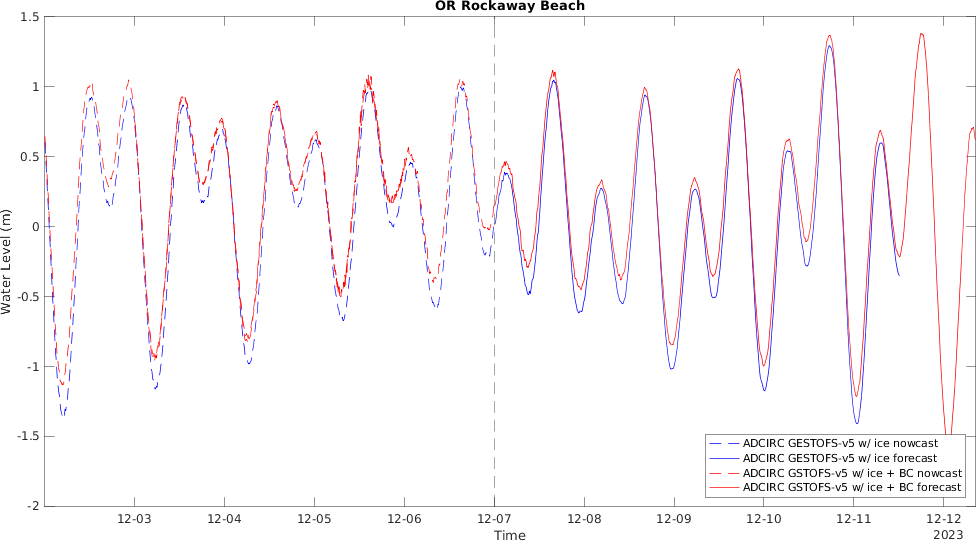 OR Rockaway Beach
1.5
1
0.5
0
-0.5
-1
-1.5
-2
Water Level (m)
12-03
12-04
12-05
12-06
12-07
12-08
12-09
12-10
12-11
12-12
Time
2023
ADCIRC GESTOFS-v5 w/ ice nowcast
ADCIRC GESTOFS-v5 w/ ice forecast
ADCIRC GSTOFS-v5 w/ ice + BC nowcast
ADCIRC GSTOFS-v5 w/ ice + BC forecast